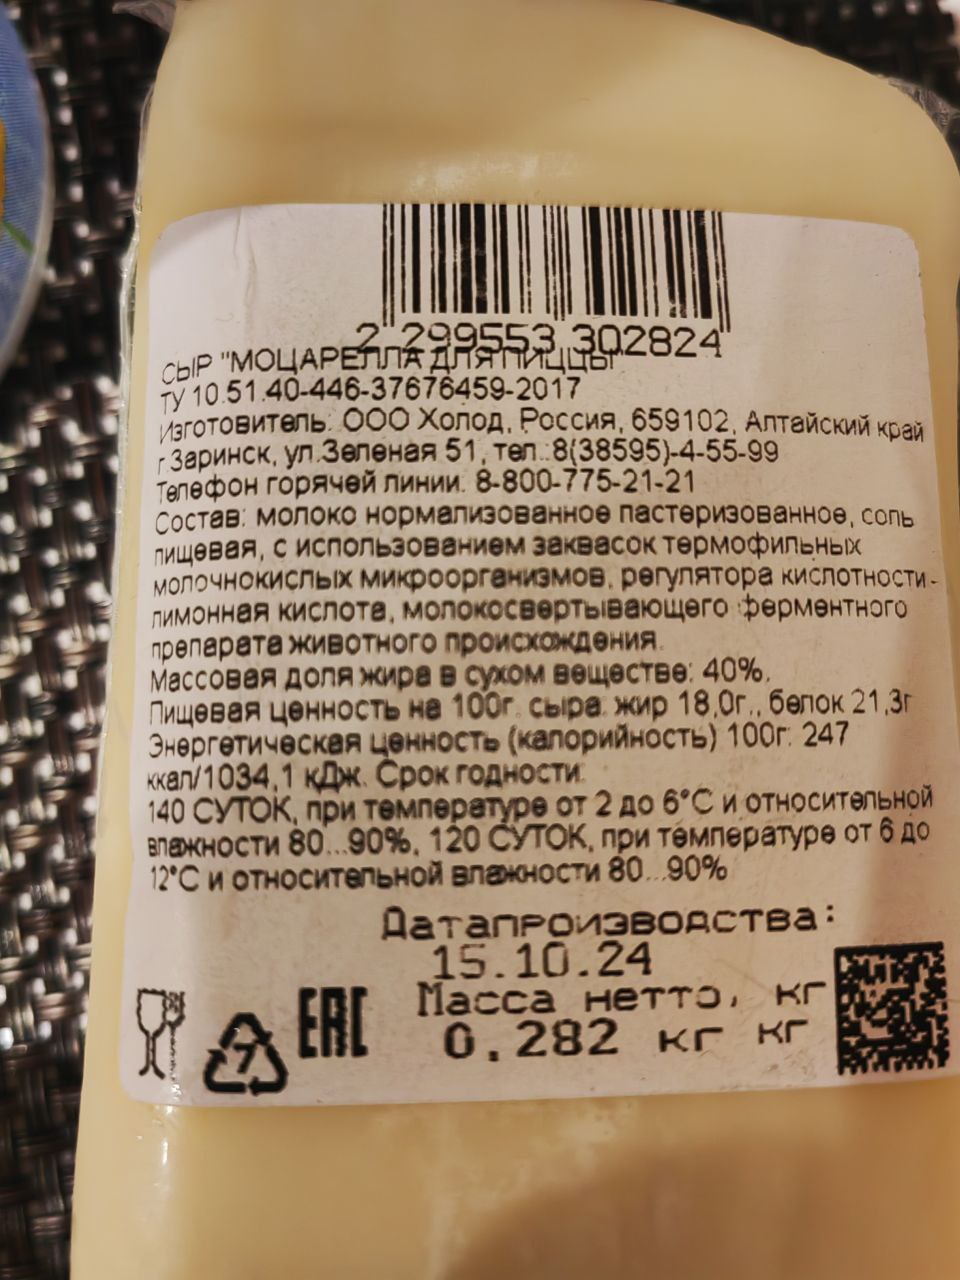 2 299553 302824
СЫР "МОЦАРЕЛЛА ДЛЯ ПИЦЦЫ"
ТУ 10.51.40-446-37676459-2017
Изготовитель: ООО Холод, Россия, 659102, Алтайский край
г.Заринск, ул.Зеленая 51, тел.:8(38595)-4-55-99
Телефон горячей линии: 8-800-775-21-21
Состав: молоко нормализованное пастеризованное, соль
пищевая, с использованием заквасок термофильных
молочнокислых микроорганизмов, регулятора кислотности -
лимонная кислота, молокосвертывающего ферментного
препарата животного происхождения.
Массовая доля жира в сухом веществе: 40%.
Пищевая ценность на 100г. сыра: жир 18,0г., белок 21,3г
Энергетическая ценность (калорийность) 100г: 247
ккал/1034,1 кДж. Срок годности:
140 СУТОК, при температуре от 2 до 6°С и относительной
влажности 80...90%, 120 СУТОК, при температуре от 6 до
12°С и относительной влажности 80...90%
Датапроизводства:
15.10.24
Масса нетто, кг
0.282 кг кг
7
ЕАС